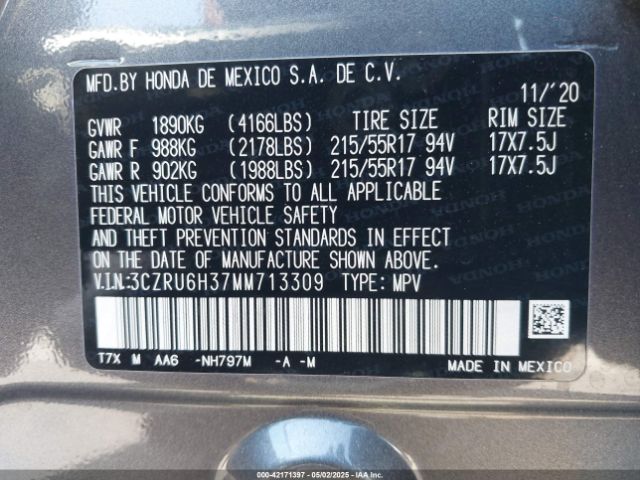 MFD.BY HONDA DE MEXICO S.A. DE C.V.
11/'20
GVWR 1890KG (4166LBS) TIRE SIZE RIM SIZE
GAWR F 988KG (2178LBS) 215/55R17 94V 17X7.5J
GAWR R 902KG (1988LBS) 215/55R17 94V 17X7.5J
THIS VEHICLE CONFORMS TO ALL APPLICABLE
FEDERAL MOTOR VEHICLE SAFETY
AND THEFT PREVENTION STANDARDS IN EFFECT
ON THE DATE OF MANUFACTURE SHOWN ABOVE.
V.I.N.:3CZRU6H37MM713309 TYPE: MPV
T7X M AA6 -NH797M -A -M
MADE IN MEXICO
000-42171397 - 05/02/2025 - IAAI.COM